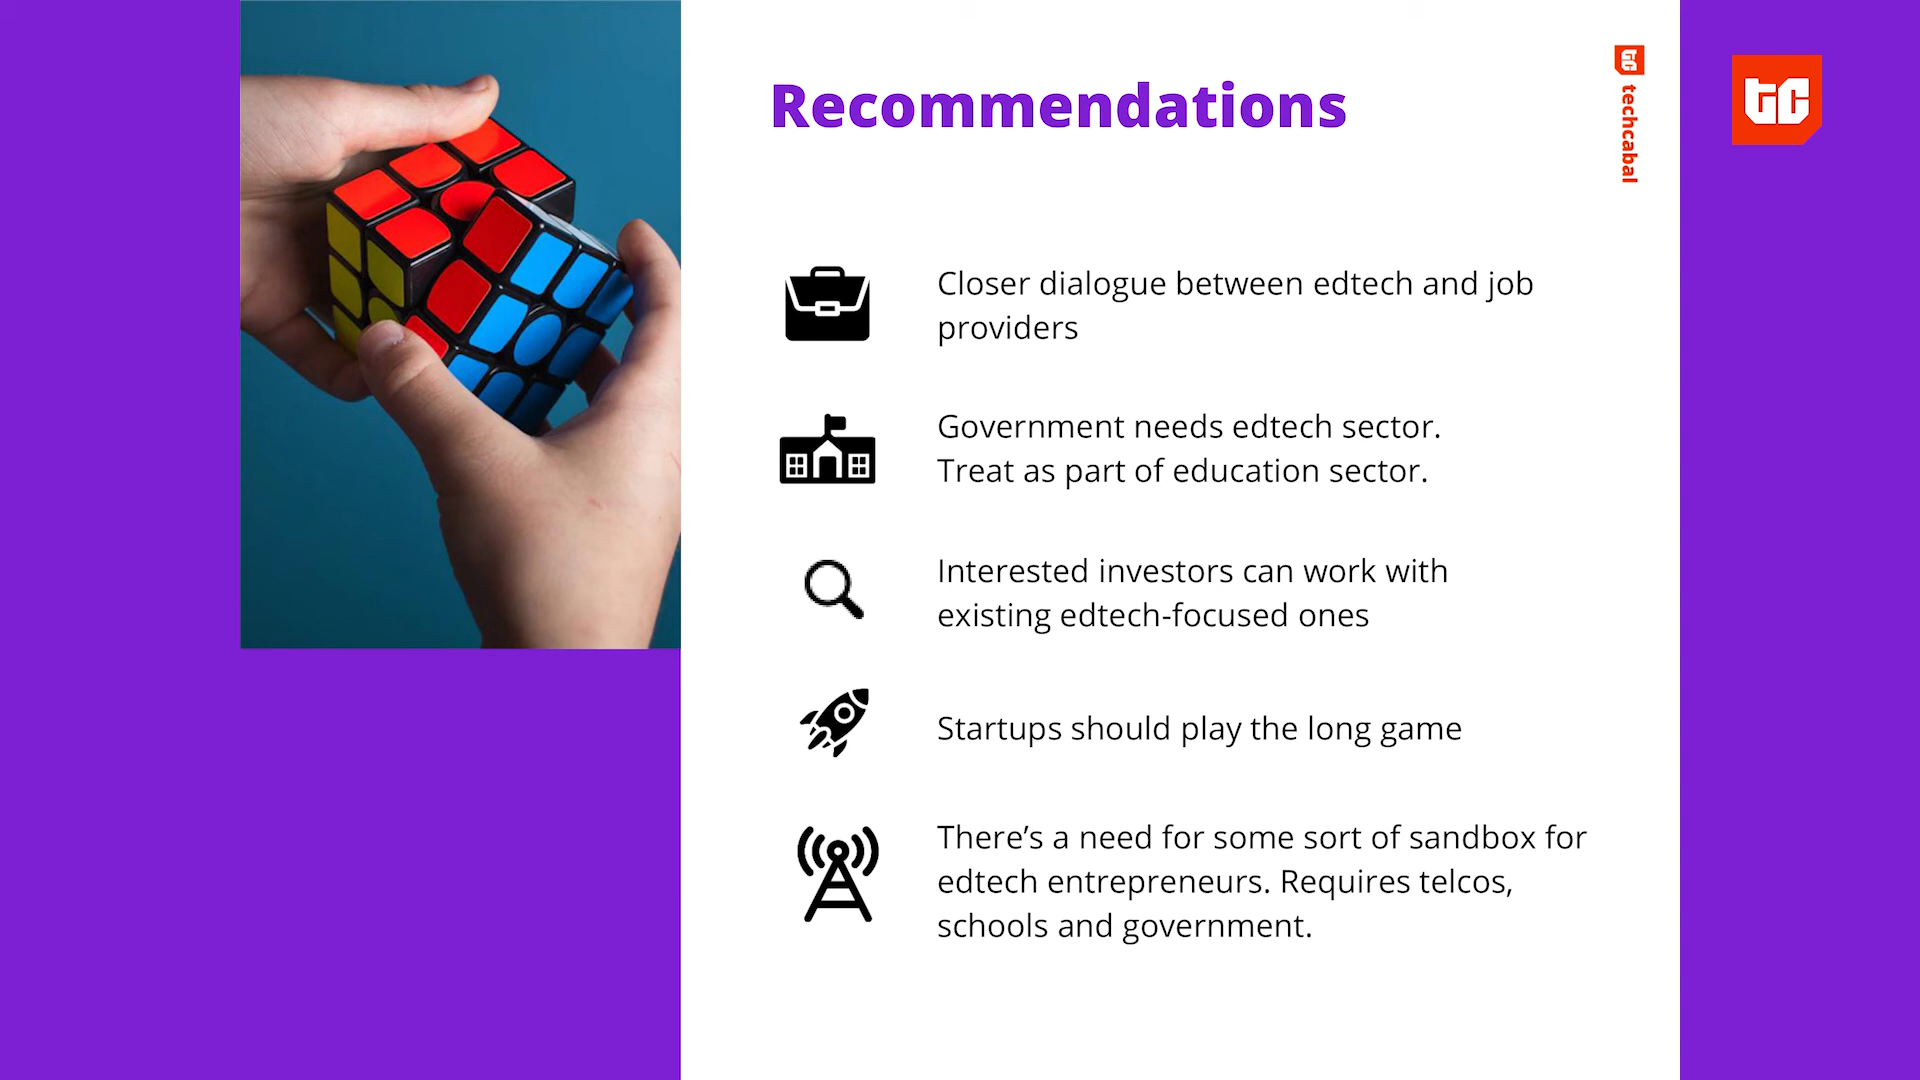 Recommendations
techcabal
TC
Closer dialogue between edtech and job
providers
Government needs edtech sector.
Treat as part of education sector.
Interested investors can work with
existing edtech-focused ones
Startups should play the long game
There’s a need for some sort of sandbox for
edtech entrepreneurs. Requires telcos,
schools and government.